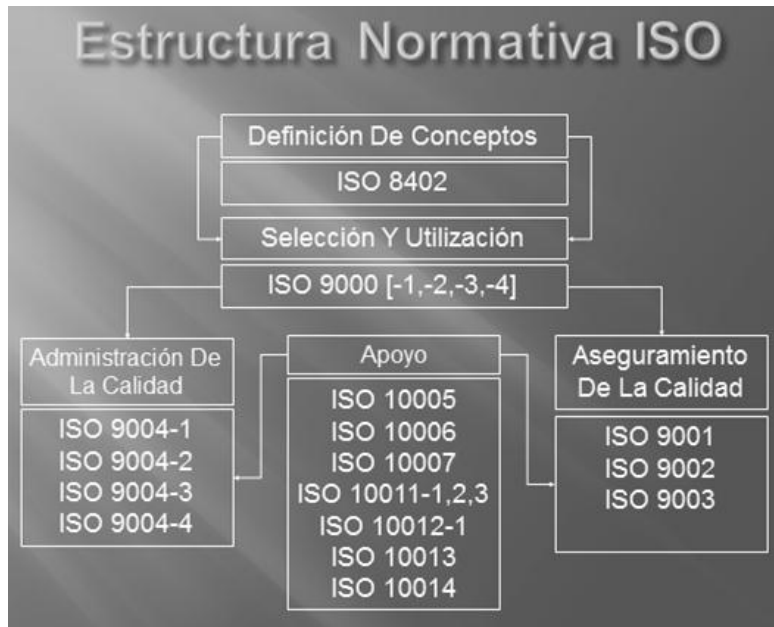 Estructura Normativa ISO
Definición De Conceptos
ISO 8402
Selección Y Utilización
ISO 9000 [-1,-2,-3,-4]
Administración De
La Calidad
ISO 9004-1
ISO 9004-2
ISO 9004-3
ISO 9004-4
Apoyo
ISO 10005
ISO 10006
ISO 10007
ISO 10011-1,2,3
ISO 10012-1
ISO 10013
ISO 10014
Aseguramiento
De La Calidad
ISO 9001
ISO 9002
ISO 9003